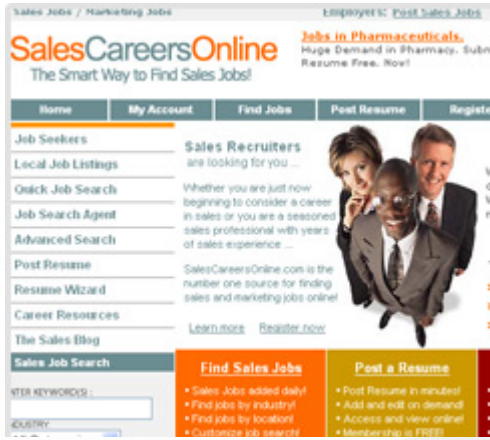 Sales Jobs / Marketing Jobs
Employers: Post Sales Jobs
SalesCareersOnline
The Smart Way to Find Sales Jobs!
Jobs in Pharmaceuticals.
Huge Demand in Pharmacy. Subm
Resume Free. Now!
Home My Account Find Jobs Post Resume Registe
Job Seekers
Local Job Listings
Quick Job Search
Job Search Agent
Advanced Search
Post Resume
Resume Wizard
Career Resources
The Sales Blog
Sales Job Search
NTER KEYWORD(S) :
NDUSTRY
Sales Recruiters
are looking for you ...
Whether you are just now
beginning to consider a career
in sales or you are a seasoned
sales professional with years
of sales experience ...
SalesCareersOnline.com is the
number one source for finding
sales and marketing jobs online!
Learn more Register now
Find Sales Jobs
• Sales Jobs added daily!
• Find jobs by industry!
• Find jobs by location!
• Customize job search!
Post a Resume
• Post Resume in minutes!
• Add and edit on demand!
• Access and view online!
• Membership is FREE!